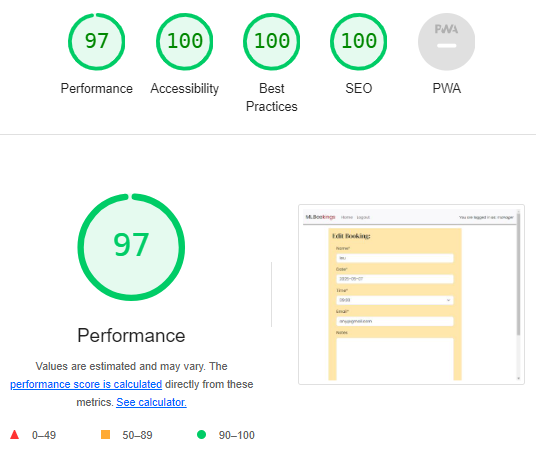 97
100
100
100
PWA
Performance
Accessibility
Best
Practices
SEO
PWA
97
Performance
Values are estimated and may vary. The
performance score is calculated directly from these
metrics. See calculator.
0–49
50–89
90–100
MLBookings Home Logout You are logged in as: manager
Edit Booking:
Name*
Date*
Time*
Email*
Notes